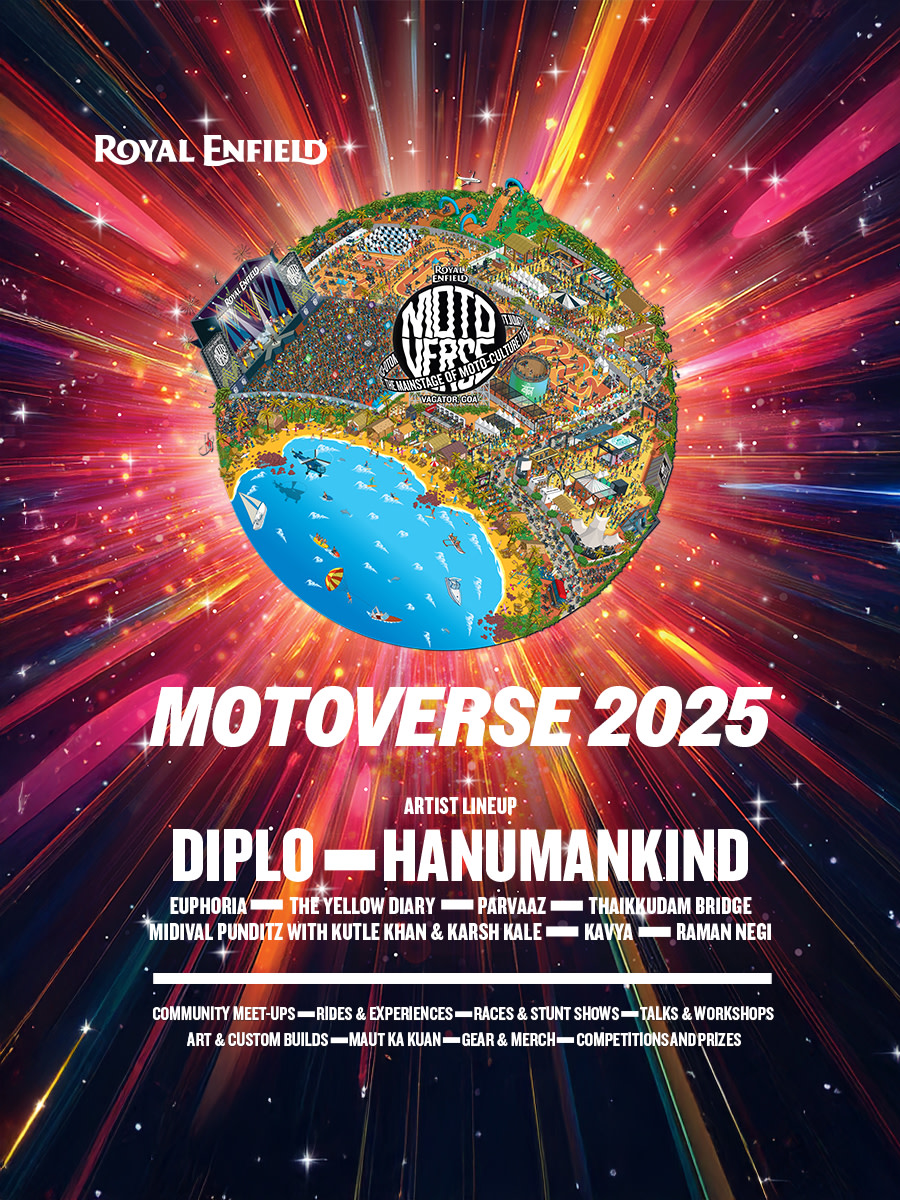 ROYAL ENFIELD
ROYAL ENFIELD
ROYAL
ENFIELD
MOTO
VERSE
THE MAINSTAGE OF MOTO-CULTURE
VAGATOR, GOA
MOTOVERSE 2025
ARTIST LINEUP
DIPLO — HANUMANKIND
EUPHORIA — THE YELLOW DIARY — PARVAAZ — THAIKKUDAM BRIDGE
MIDIVAL PUNDITZ WITH KUTLE KHAN & KARSH KALE — KAVYA — RAMAN NEGI
COMMUNITY MEET-UPS — RIDES & EXPERIENCES — RACES & STUNT SHOWS — TALKS & WORKSHOPS
ART & CUSTOM BUILDS — MAUT KA KUAN — GEAR & MERCH — COMPETITIONS AND PRIZES